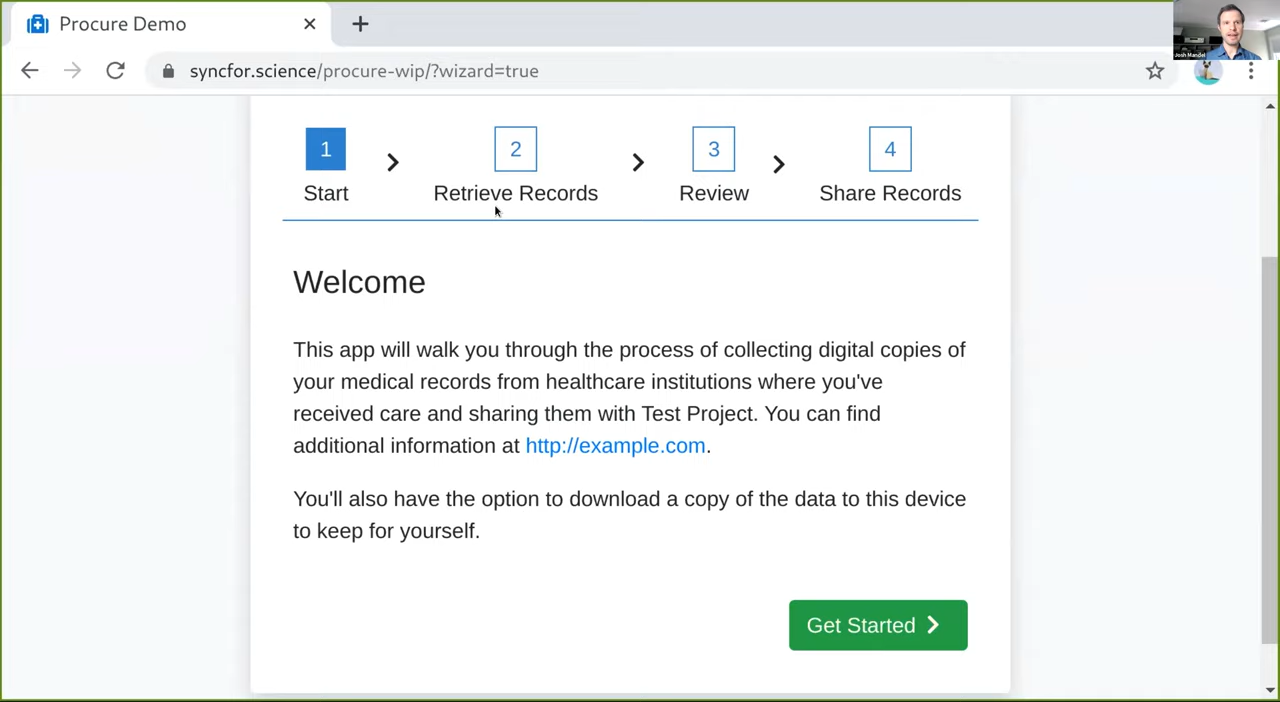 Procure Demo
syncfor.science/procure-wip/?wizard=true
Josh Mandel
1 2 3 4
Start Retrieve Records Review Share Records
Welcome
This app will walk you through the process of collecting digital copies of
your medical records from healthcare institutions where you've
received care and sharing them with Test Project. You can find
additional information at http://example.com.
You'll also have the option to download a copy of the data to this device
to keep for yourself.
Get Started